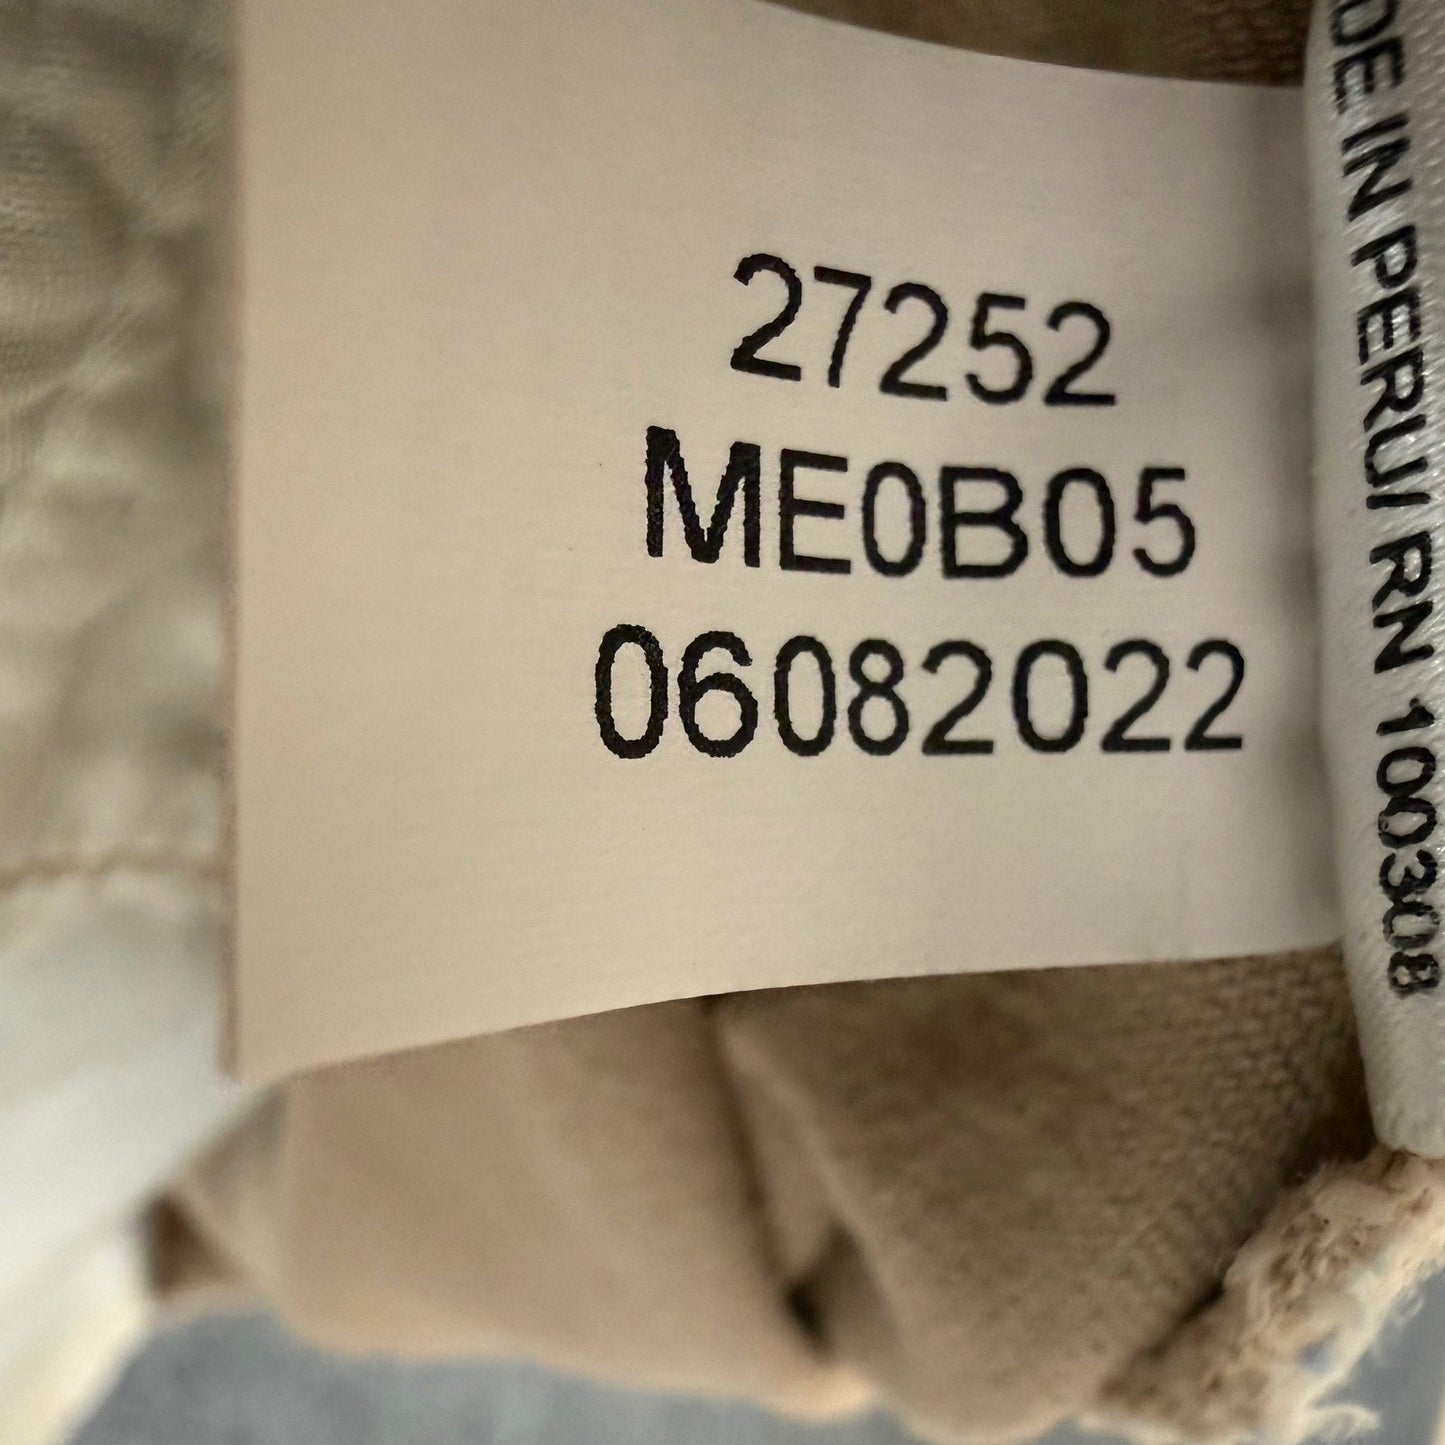 27252
ME0B05
06082022
DE IN PERU/ RN 100308